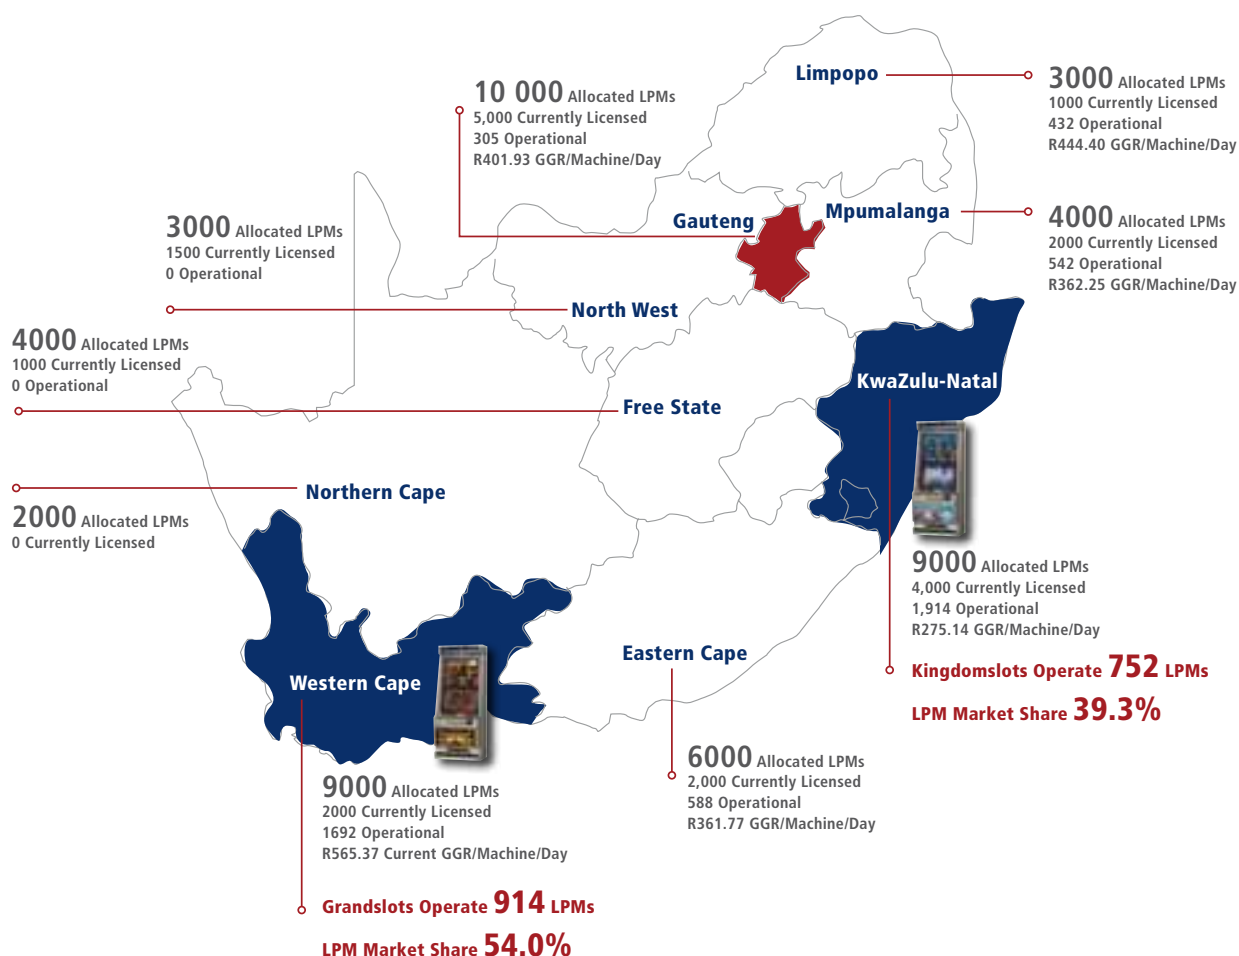 Limpopo
3000 Allocated LPMs
1000 Currently Licensed
432 Operational
R444.40 GGR/Machine/Day
10 000 Allocated LPMs
5,000 Currently Licensed
305 Operational
R401.93 GGR/Machine/Day
Gauteng
Mpumalanga
4000 Allocated LPMs
2000 Currently Licensed
542 Operational
R362.25 GGR/Machine/Day
3000 Allocated LPMs
1500 Currently Licensed
0 Operational
North West
4000 Allocated LPMs
1000 Currently Licensed
0 Operational
Free State
KwaZulu-Natal
Northern Cape
2000 Allocated LPMs
0 Currently Licensed
9000 Allocated LPMs
4,000 Currently Licensed
1,914 Operational
R275.14 GGR/Machine/Day
Kingdomslots Operate 752 LPMs
LPM Market Share 39.3%
Eastern Cape
6000 Allocated LPMs
2,000 Currently Licensed
588 Operational
R361.77 GGR/Machine/Day
Western Cape
9000 Allocated LPMs
2000 Currently Licensed
1692 Operational
R565.37 Current GGR/Machine/Day
Grandslots Operate 914 LPMs
LPM Market Share 54.0%